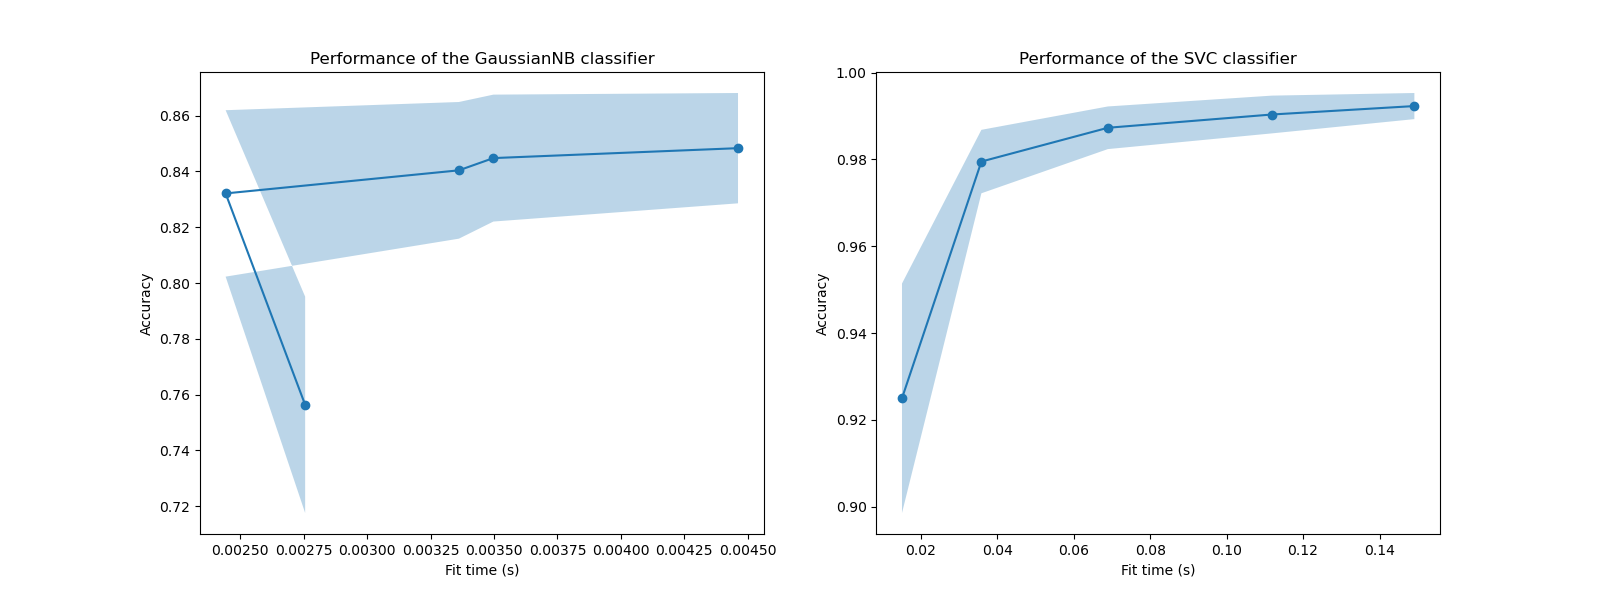 Performance of the GaussianNB classifier
Accuracy
0.86
0.84
0.82
0.80
0.78
0.76
0.74
0.72
0.00250 0.00275 0.00300 0.00325 0.00350 0.00375 0.00400 0.00425 0.00450
Fit time (s)
Performance of the SVC classifier
Accuracy
1.00
0.98
0.96
0.94
0.92
0.90
0.02 0.04 0.06 0.08 0.10 0.12 0.14
Fit time (s)